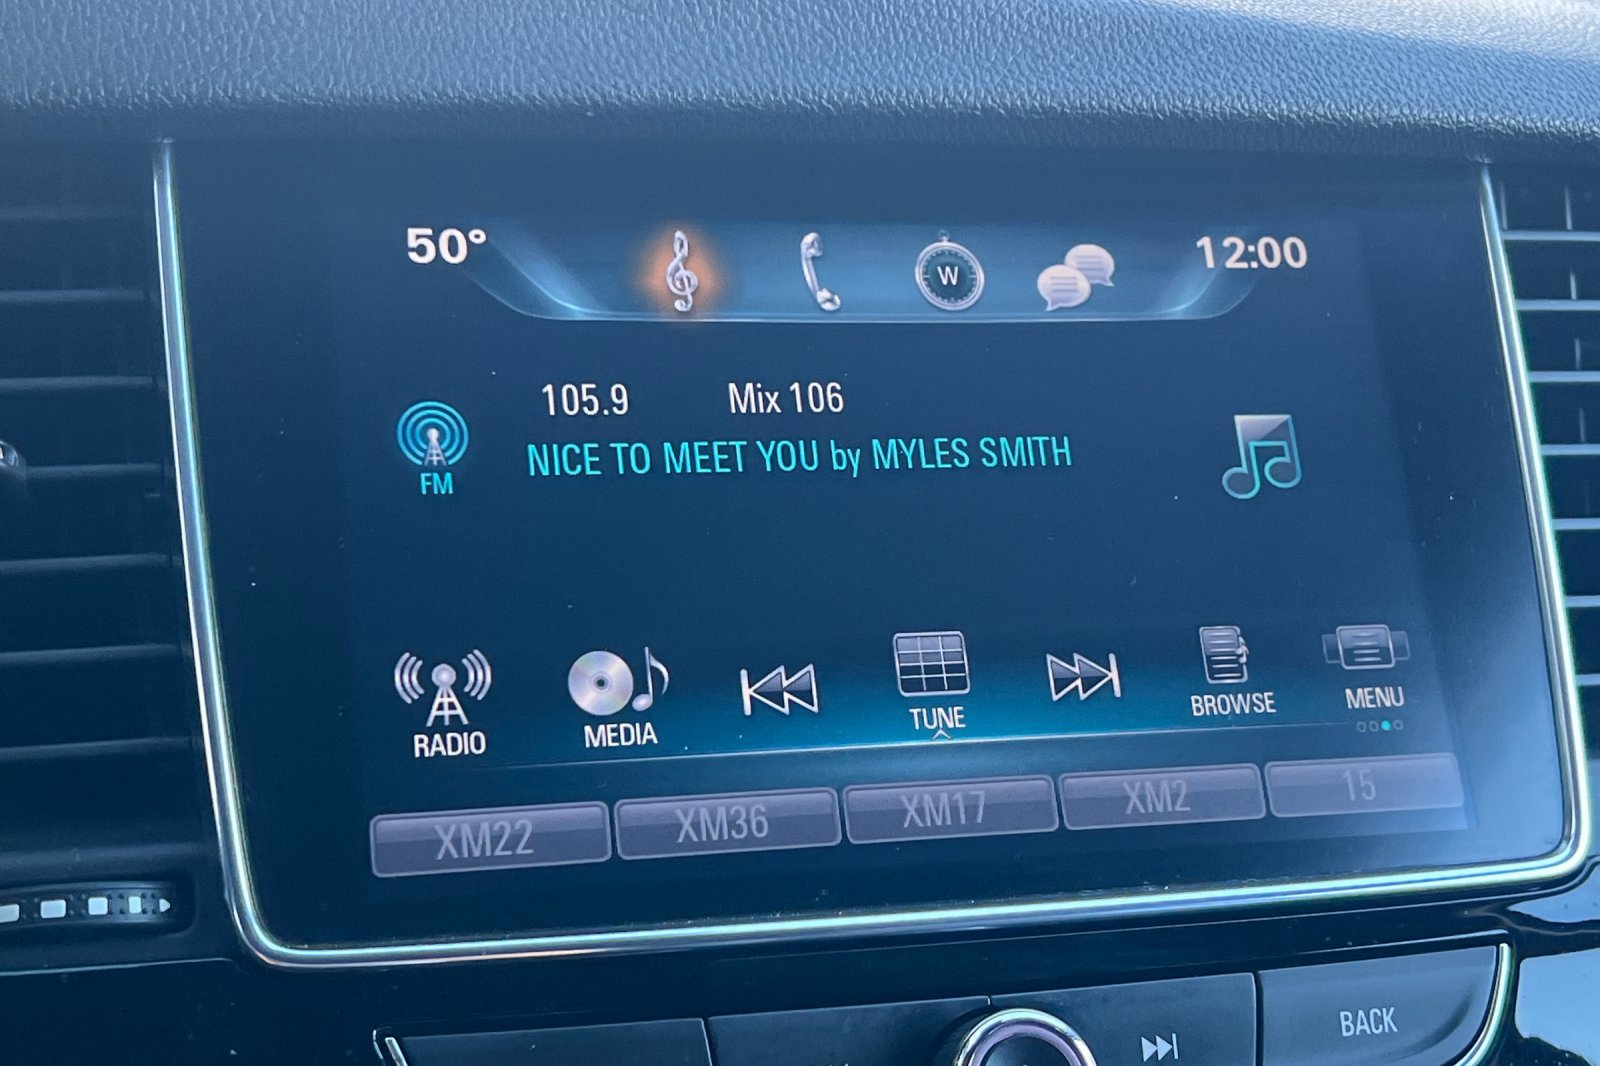 50° W 12:00
105.9 Mix 106
NICE TO MEET YOU by MYLES SMITH
FM
RADIO MEDIA TUNE BROWSE MENU
XM22 XM36 XM17 XM2 15
BACK